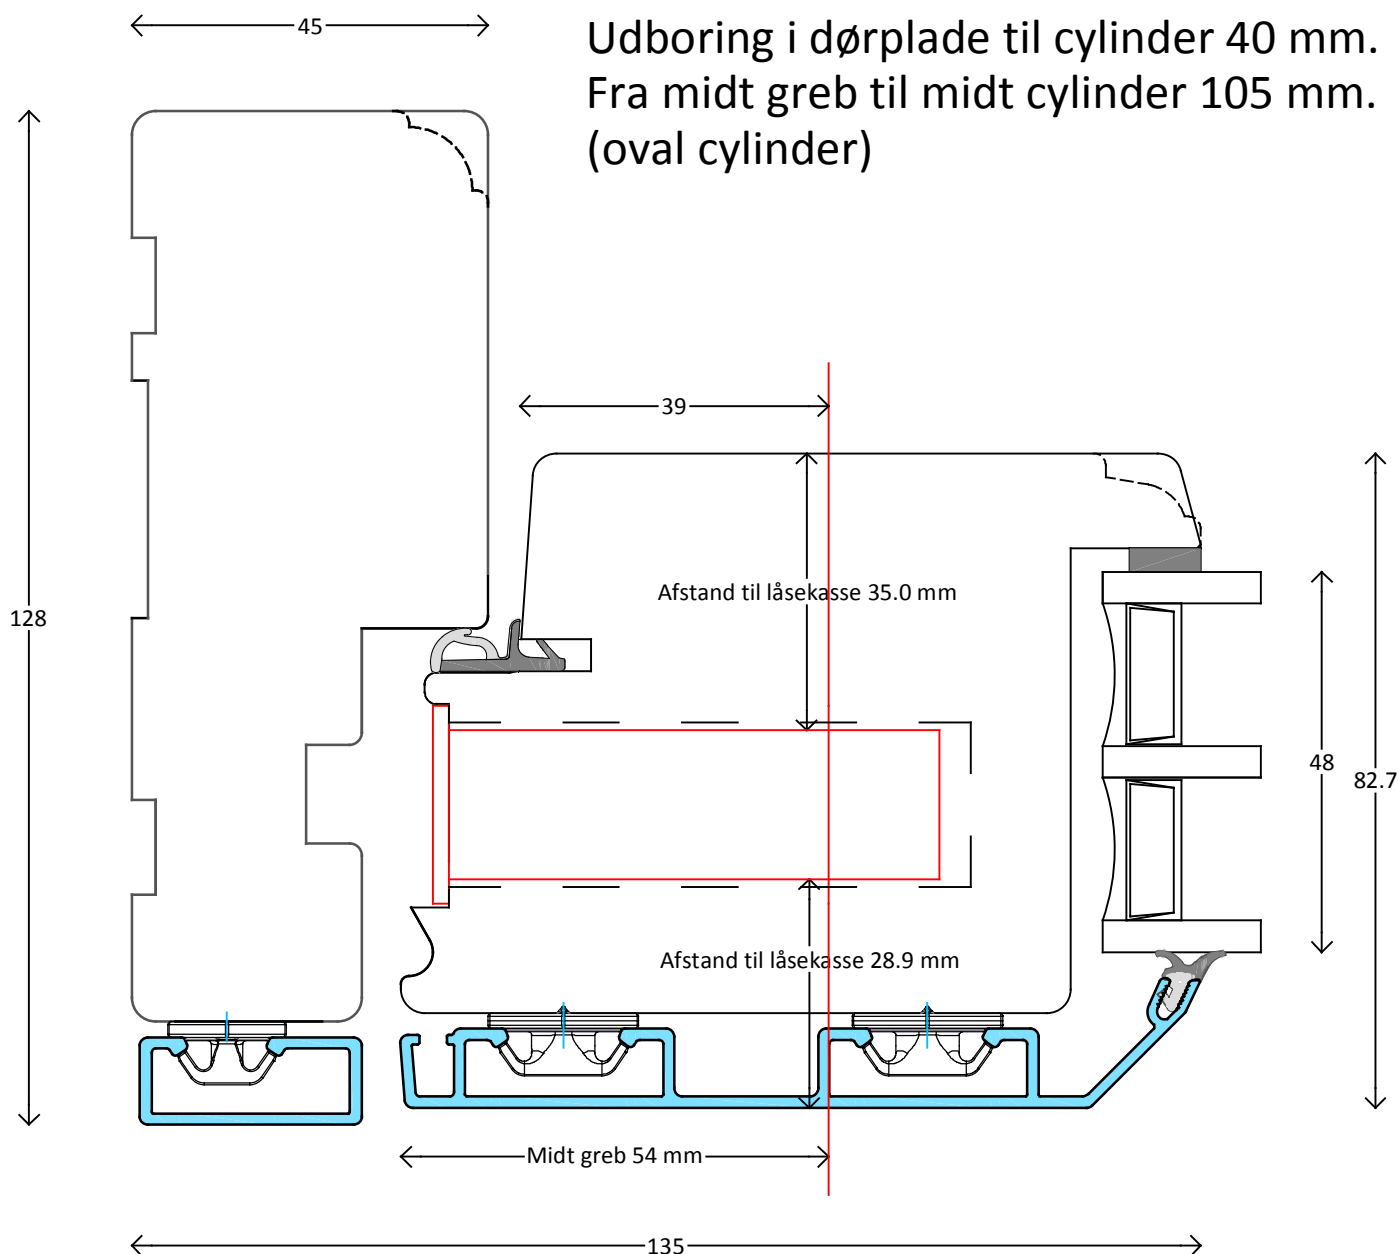 45
Udboring i dørplade til cylinder 40 mm.
Fra midt greb til midt cylinder 105 mm.
(oval cylinder)
39
Afstand til låsekasse 35.0 mm
128
48
82.7
Afstand til låsekasse 28.9 mm
Midt greb 54 mm
135